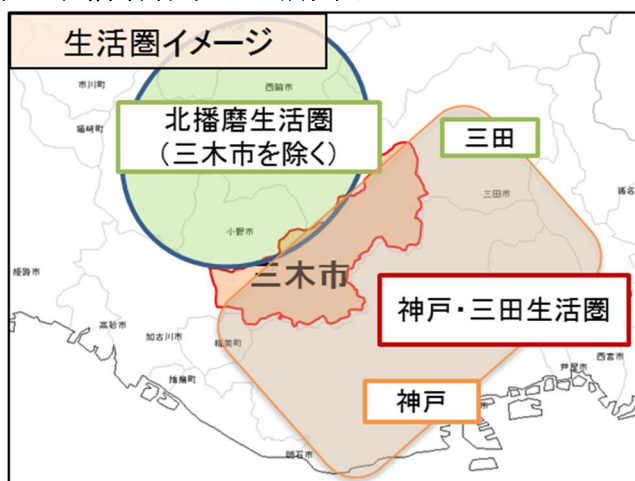 生活圏イメージ
市川町
西脇市
福崎町
北播磨生活圏
（三木市を除く）
三田
三田市
猪名
小野市
三木市
姫路市
神戸・三田生活圏
高砂市
加古川市
稲美町
播磨町
西宮市
芦屋市
神戸
市
明石市